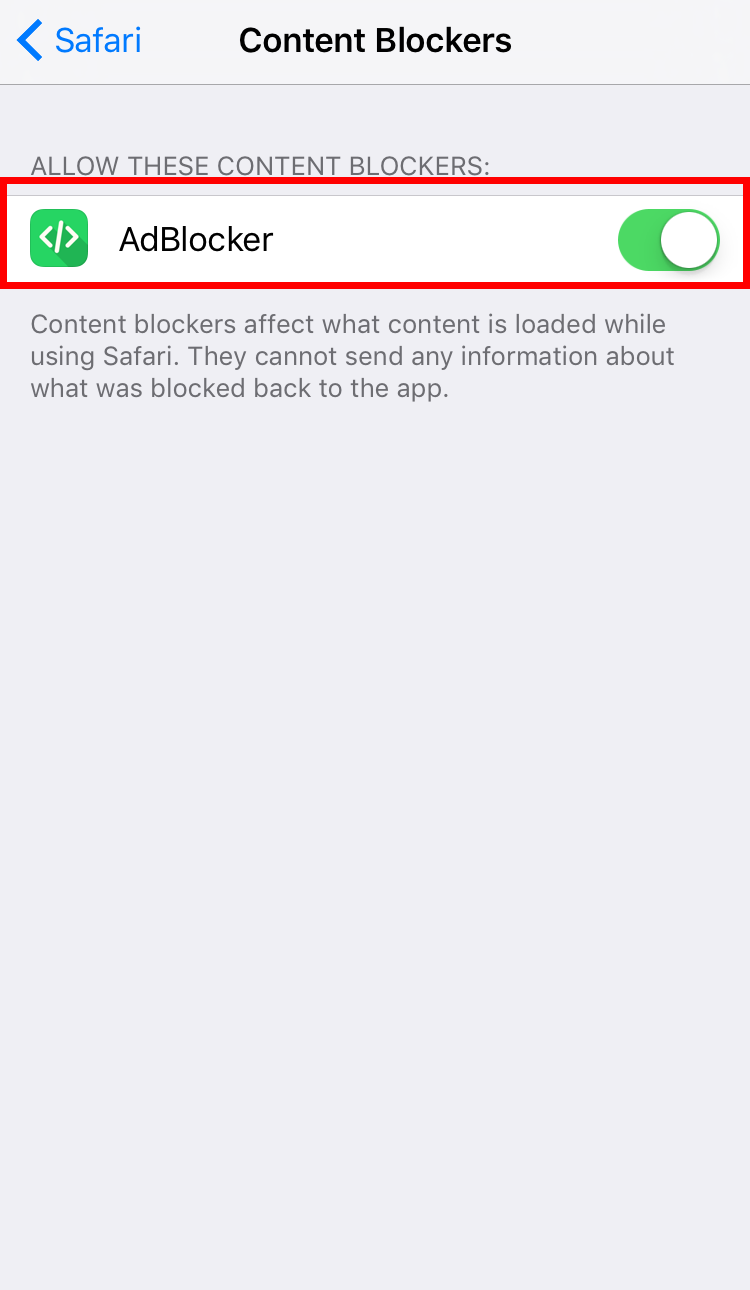 Safari
Content Blockers
ALLOW THESE CONTENT BLOCKERS:
</>
AdBlocker
Content blockers affect what content is loaded while
using Safari. They cannot send any information about
what was blocked back to the app.